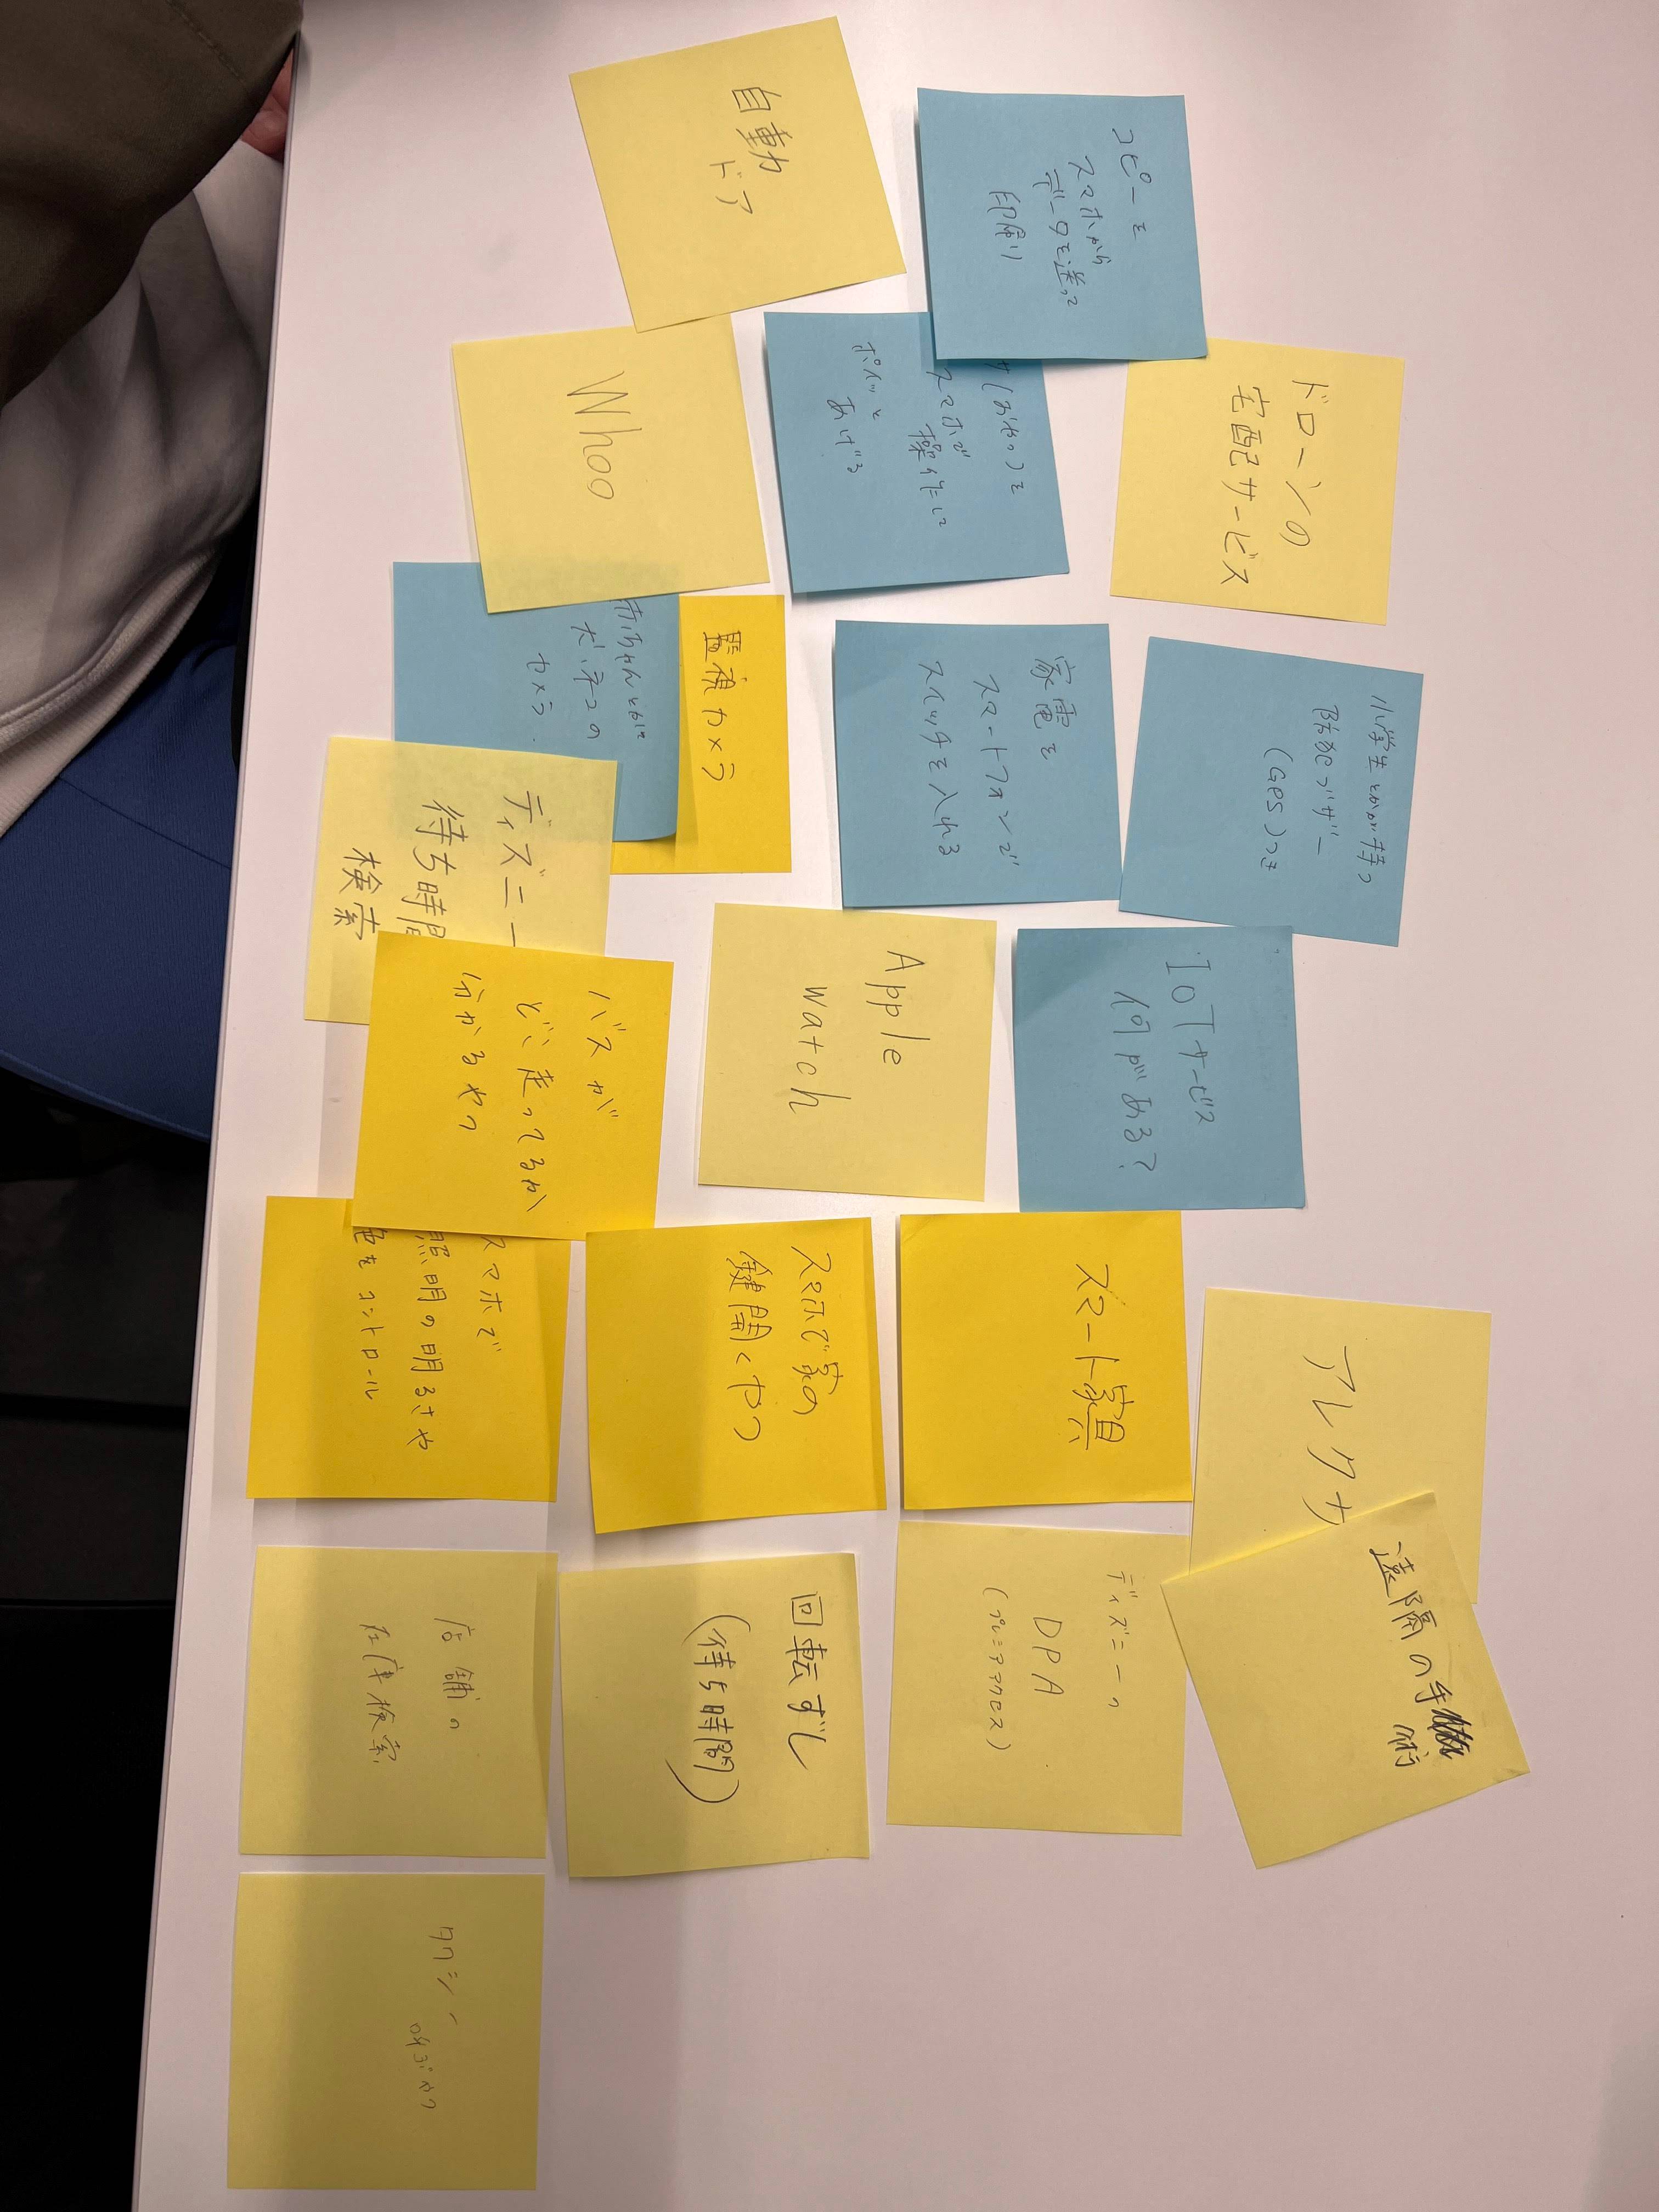 ドローンの
宅配サービス
小学生とかが持つ
防犯ブザー
(GPS)つき
IoTサービス
何がある?
アレクサ
遠隔の手
術
コピーを
スマホから
データを送って
印刷り
サ(おやつ)を
スマホで
操作して
ポイッと
あげる
家電を
スマートフォンで
スイッチを入れる
Apple
watch
スマート家具
ディズニーの
DPA
(プレミアアクセス)
自動
ドア
Whoo
監視カメラ
赤ちゃんとかに
犬、ネコの
カメラ
ディズニー
待ち時間
検索
バスが
どこ走ってるか
分かるやつ
スマホで家の
鍵開くやつ
回転ずし
(待ち時間)
スマホで
照明の明るさや
色をコントロール
店舗の
在庫検索
タクシー
呼ぶやつ